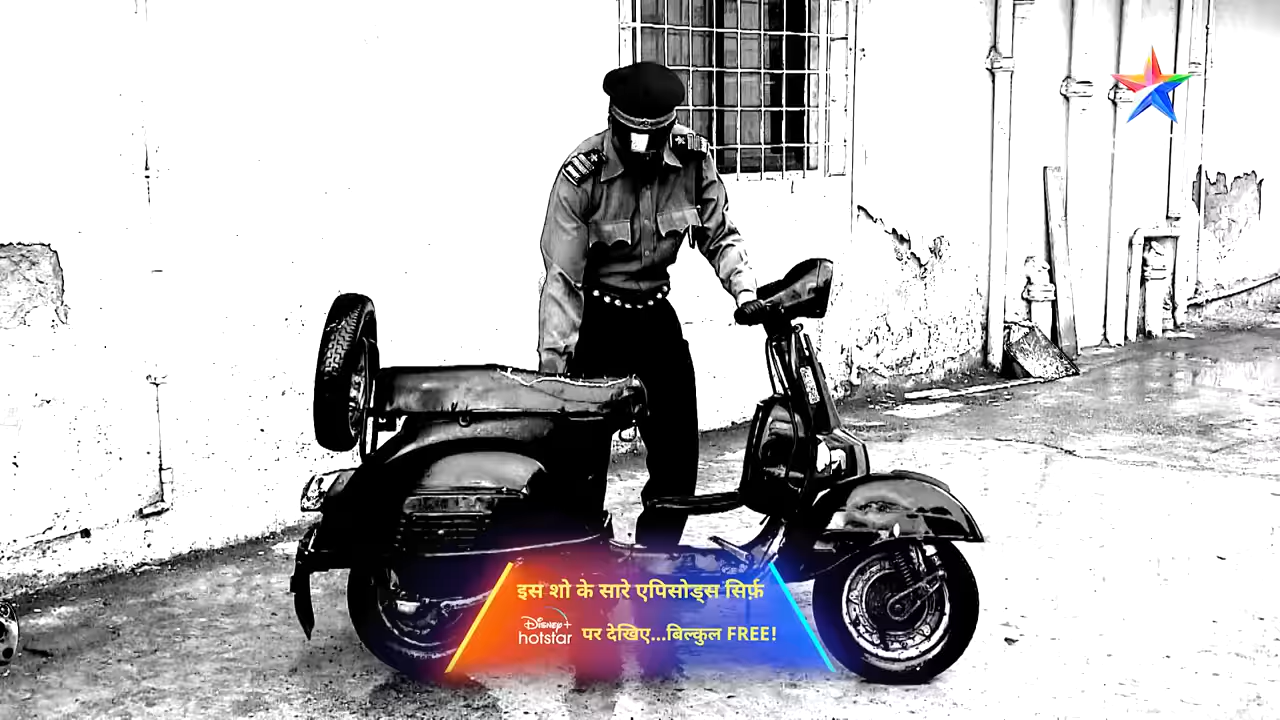 इस शो के सारे एपिसोड्स सिर्फ़
Disney+
hotstar पर देखिए...बिल्कुल FREE!